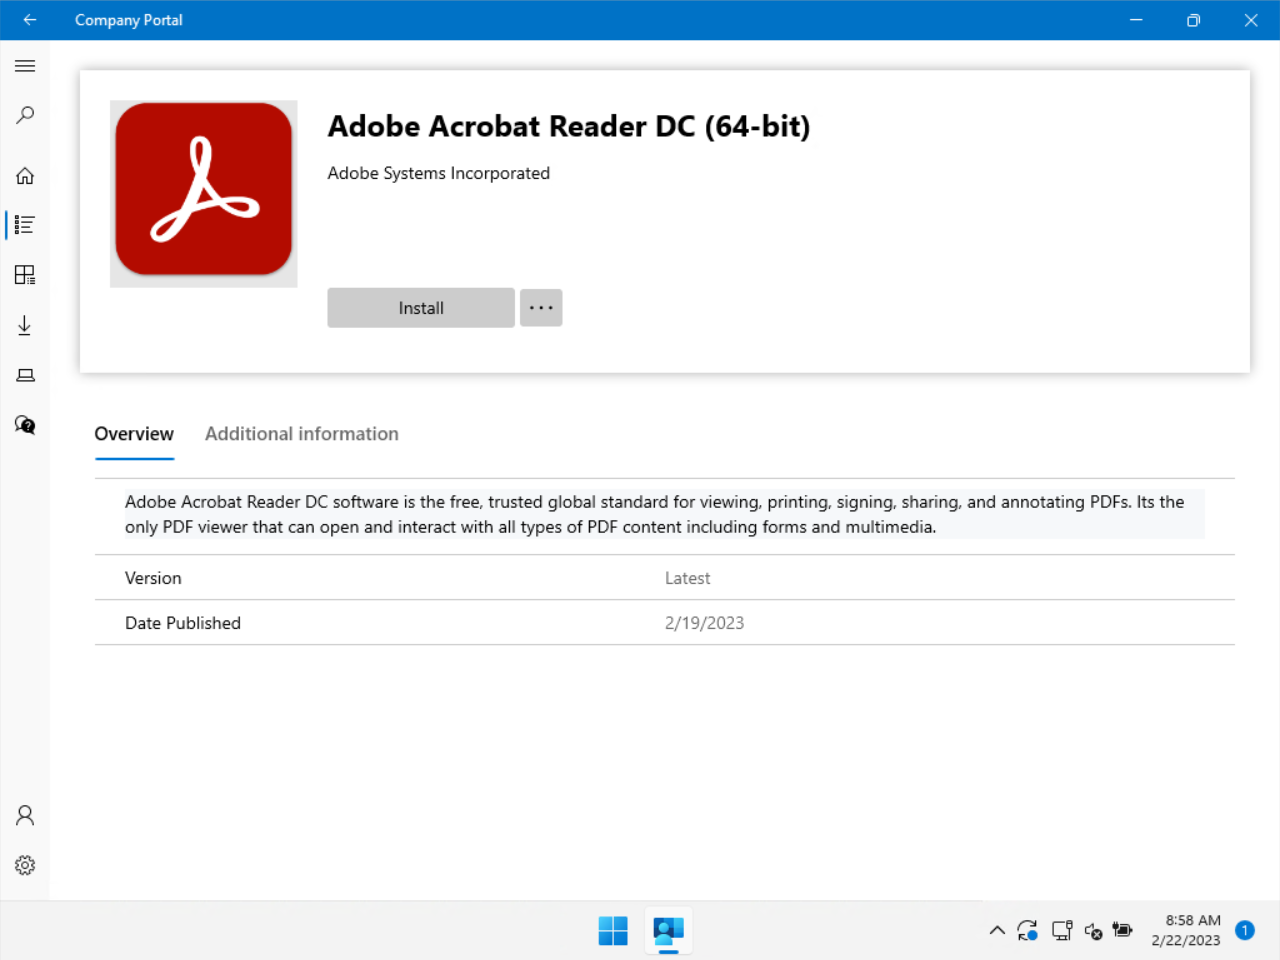 Company Portal
Adobe Acrobat Reader DC (64-bit)
Adobe Systems Incorporated
Install
Overview
Additional information
Adobe Acrobat Reader DC software is the free, trusted global standard for viewing, printing, signing, sharing, and annotating PDFs. Its the
only PDF viewer that can open and interact with all types of PDF content including forms and multimedia.
Version
Latest
Date Published
2/19/2023
8:58 AM
2/22/2023
1